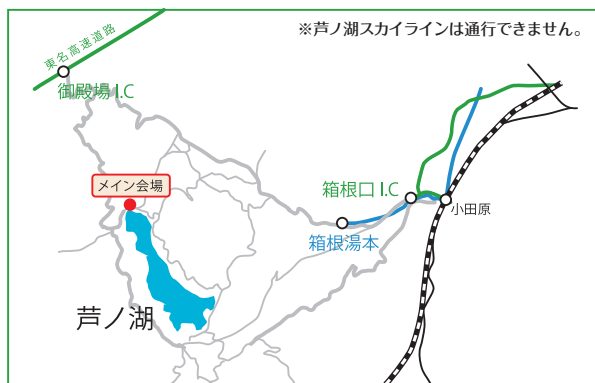 ※芦ノ湖スカイラインは通行できません。
東名高速道路
御殿場 I.C
メイン会場
箱根口 I.C
小田原
箱根湯本
芦ノ湖